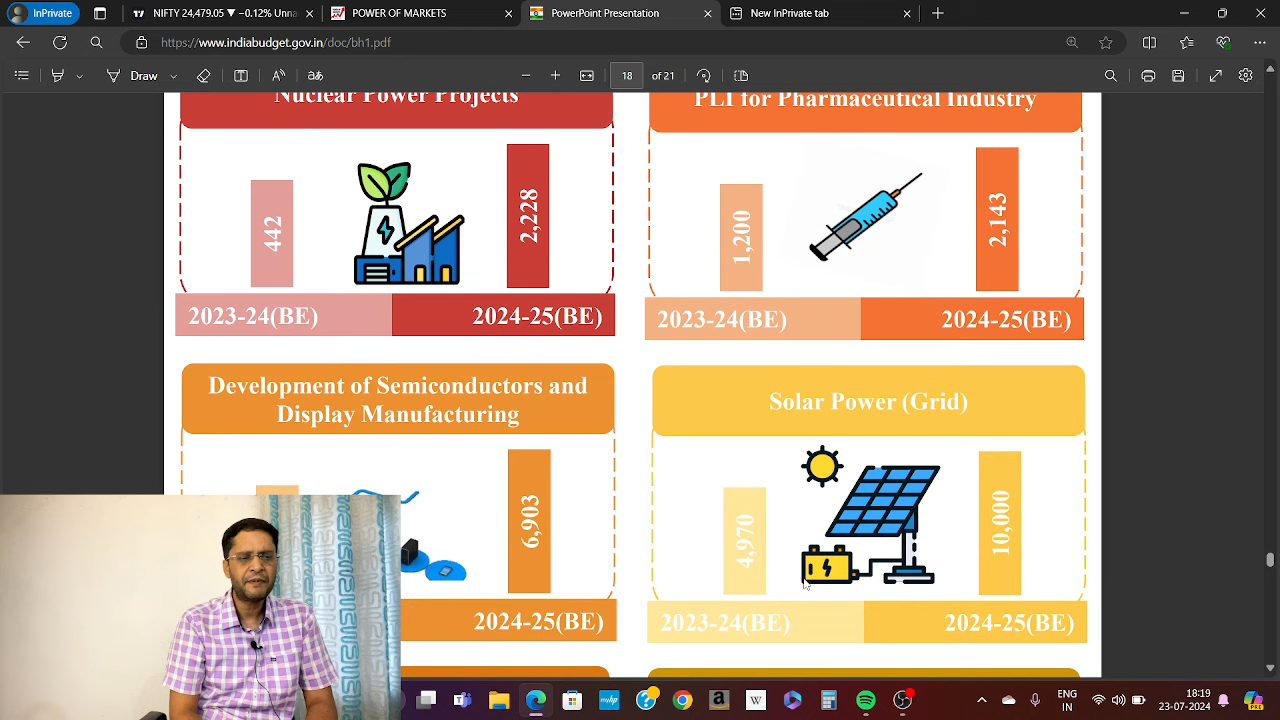 InPrivate
NIFTY 24,479.05 ▼ −0.12% Unna
POWER OF MARKETS
PowerPoint Presentation
New InPrivate tab
https://www.indiabudget.gov.in/doc/bh1.pdf
Draw
18 of 21
Nuclear Power Projects
PLI for Pharmaceutical Industry
442
2,228
1,200
2,143
2023-24(BE)
2024-25(BE)
2023-24(BE)
2024-25(BE)
Development of Semiconductors and
Display Manufacturing
Solar Power (Grid)
6,903
4,970
10,000
2024-25(BE)
2023-24(BE)
2024-25(BE)
ENG
IN
18:19
23-07-2024